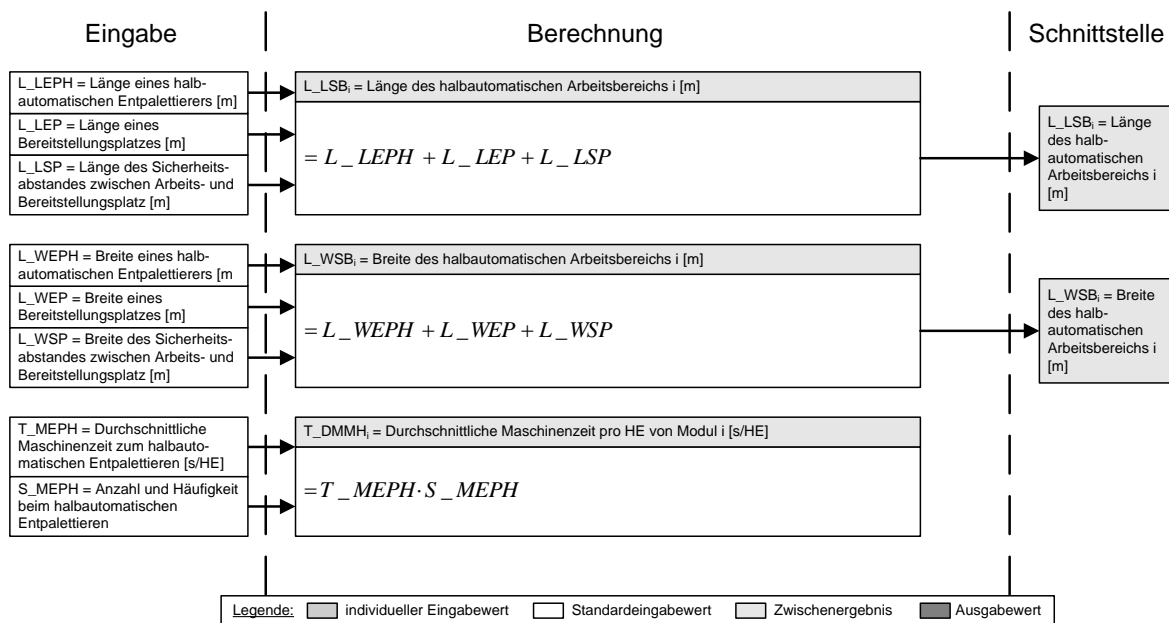 Eingabe
Berechnung
Schnittstelle
L_LEPH = Länge eines halb-
automatischen Entpalettierers [m]
L_LEP = Länge eines
Bereitstellungsplatzes [m]
L_LSP = Länge des Sicherheits-
abstandes zwischen Arbeits- und
Bereitstellungsplatz [m]
L_LSBᵢ = Länge des halbautomatischen Arbeitsbereichs i [m]
= L_LEPH + L_LEP + L_LSP
L_LSBᵢ = Länge
des halb-
automatischen
Arbeitsbereichs i
[m]
L_WEPH = Breite eines halb-
automatischen Entpalettierers [m
L_WEP = Breite eines
Bereitstellungsplatzes [m]
L_WSP = Breite des Sicherheits-
abstandes zwischen Arbeits- und
Bereitstellungsplatz [m]
L_WSBᵢ = Breite des halbautomatischen Arbeitsbereichs i [m]
= L_WEPH + L_WEP + L_WSP
L_WSBᵢ = Breite
des halb-
automatischen
Arbeitsbereichs i
[m]
T_MEPH = Durchschnittliche
Maschinenzeit zum halbauto-
matischen Entpalettieren [s/HE]
S_MEPH = Anzahl und Häufigkeit
beim halbautomatischen
Entpalettieren
T_DMMHᵢ = Durchschnittliche Maschinenzeit pro HE von Modul i [s/HE]
= T_MEPH · S_MEPH
Legende: individueller Eingabewert Standardeingabewert Zwischenergebnis Ausgabewert